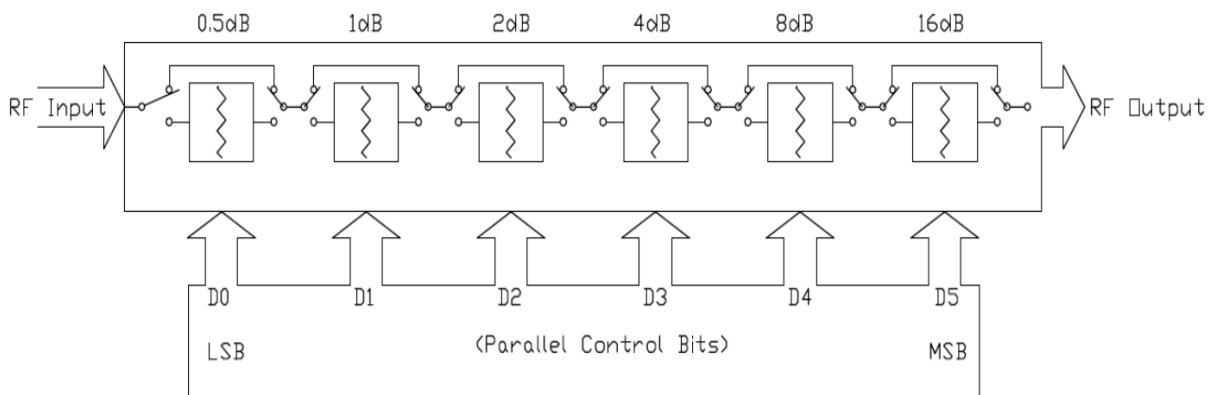 0.5dB 1dB 2dB 4dB 8dB 16dB
RF Input
RF Output
D0 D1 D2 D3 D4 D5
LSB (Parallel Control Bits) MSB